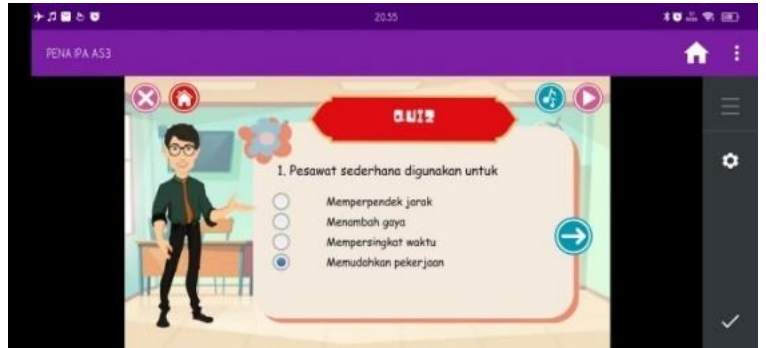 20.55
PENA IPA AS3
QUIZ
1. Pesawat sederhana digunakan untuk
Memperpendek jarak
Menambah gaya
Mempersingkat waktu
Memudahkan pekerjaan